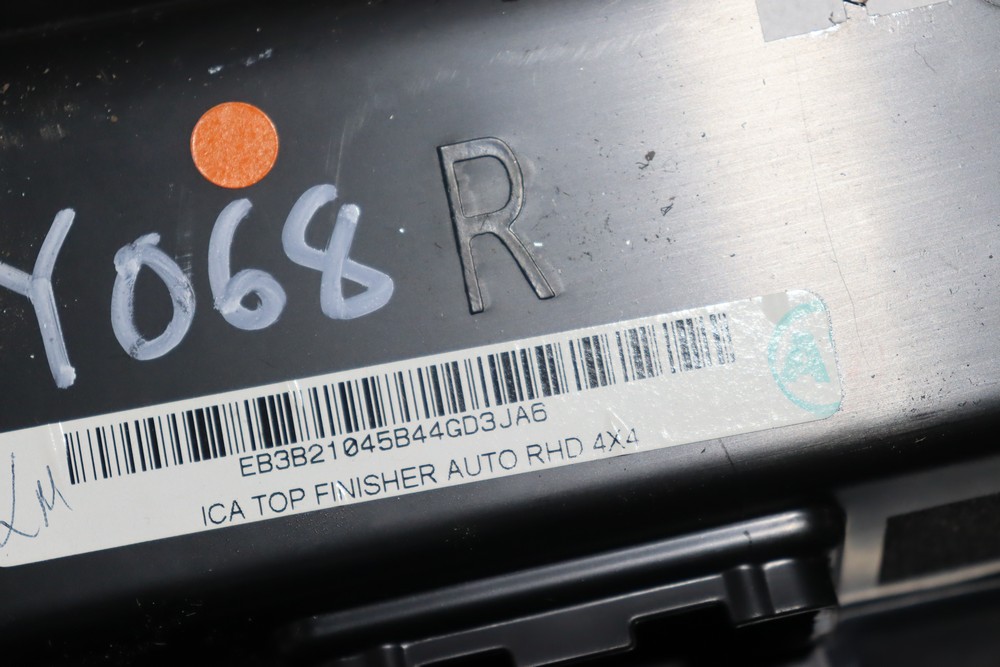 Y068
R
EB3B21045B44GD3JA6
ICA TOP FINISHER AUTO RHD 4X4